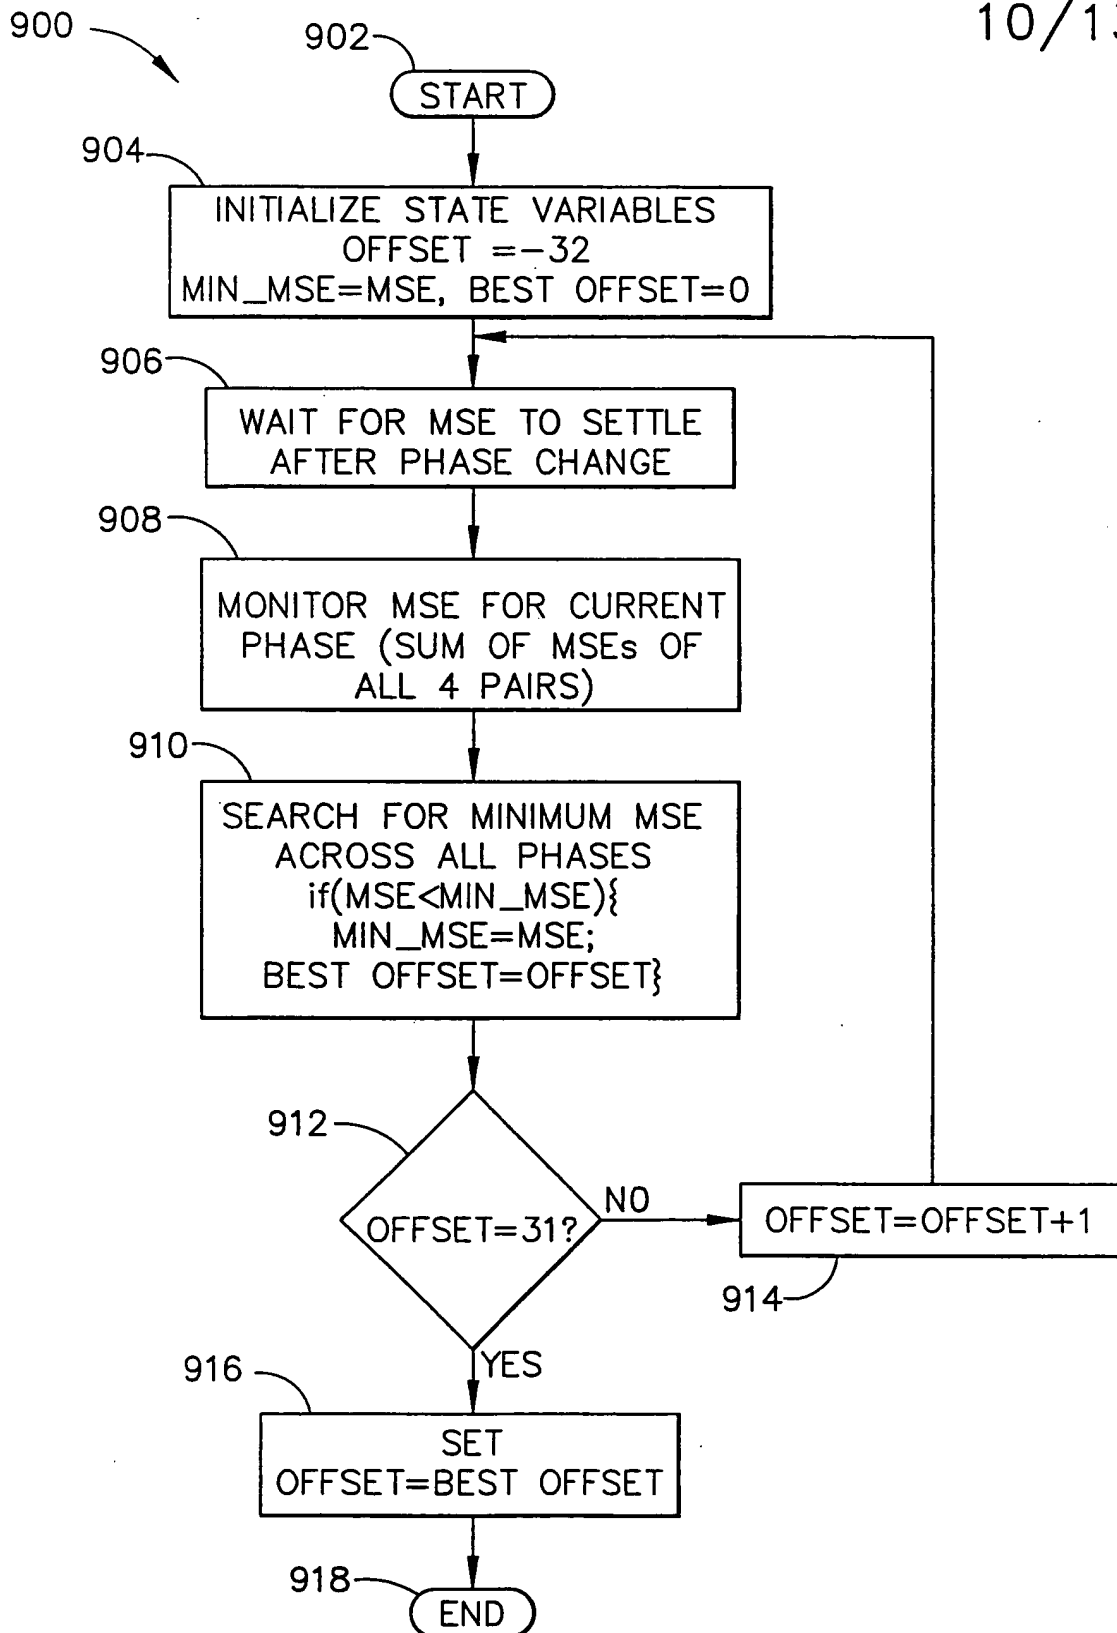 900
10/13
902
START
904
INITIALIZE STATE VARIABLES
OFFSET =-32
MIN_MSE=MSE, BEST OFFSET=0
906
WAIT FOR MSE TO SETTLE
AFTER PHASE CHANGE
908
MONITOR MSE FOR CURRENT
PHASE (SUM OF MSEs OF
ALL 4 PAIRS)
910
SEARCH FOR MINIMUM MSE
ACROSS ALL PHASES
if(MSE<MIN_MSE){
MIN_MSE=MSE;
BEST OFFSET=OFFSET}
912
OFFSET=31?
NO
OFFSET=OFFSET+1
914
YES
916
SET
OFFSET=BEST OFFSET
918
END